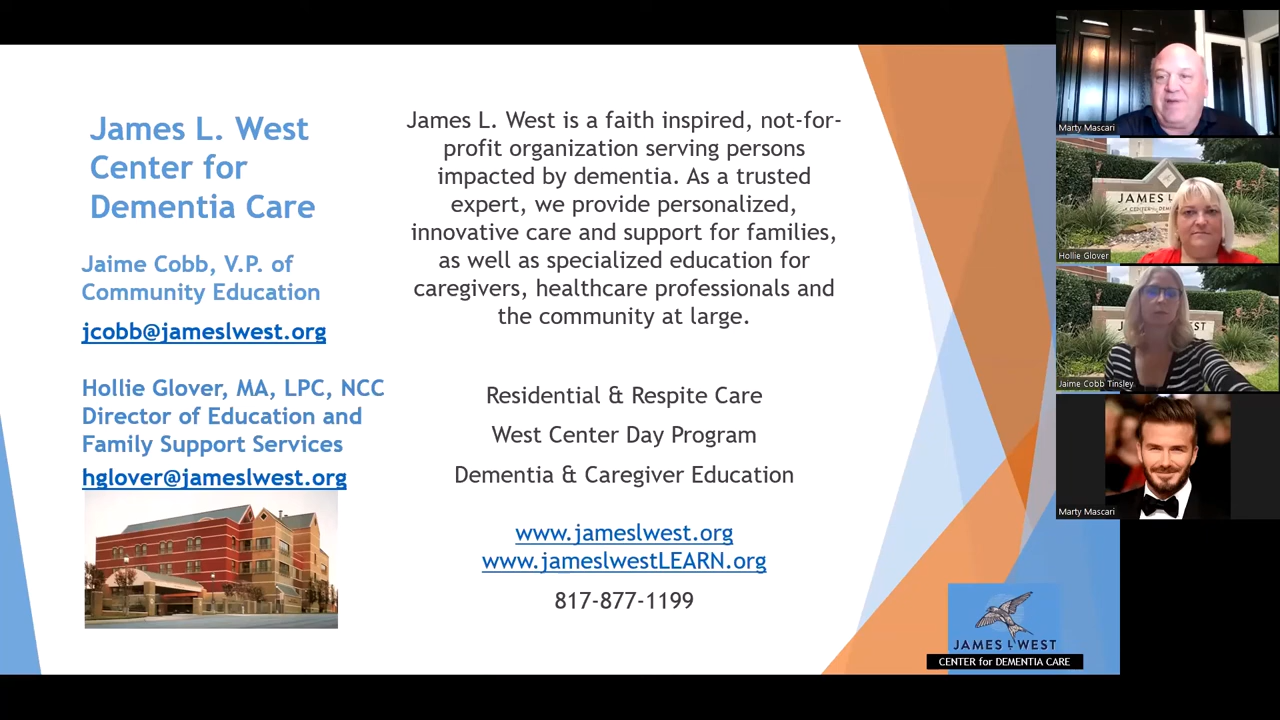 James L. West
Center for
Dementia Care
Jaime Cobb, V.P. of
Community Education
jcobb@jameslwest.org
Hollie Glover, MA, LPC, NCC
Director of Education and
Family Support Services
hglover@jameslwest.org
James L. West is a faith inspired, not-for-
profit organization serving persons
impacted by dementia. As a trusted
expert, we provide personalized,
innovative care and support for families,
as well as specialized education for
caregivers, healthcare professionals and
the community at large.
Residential & Respite Care
West Center Day Program
Dementia & Caregiver Education
www.jameslwest.org
www.jameslwestLEARN.org
817-877-1199
JAMES L WEST
CENTER for DEMENTIA CARE
Marty Mascari
JAMES L
Hollie Glover
Jaime Cobb Tinsley
Marty Mascari